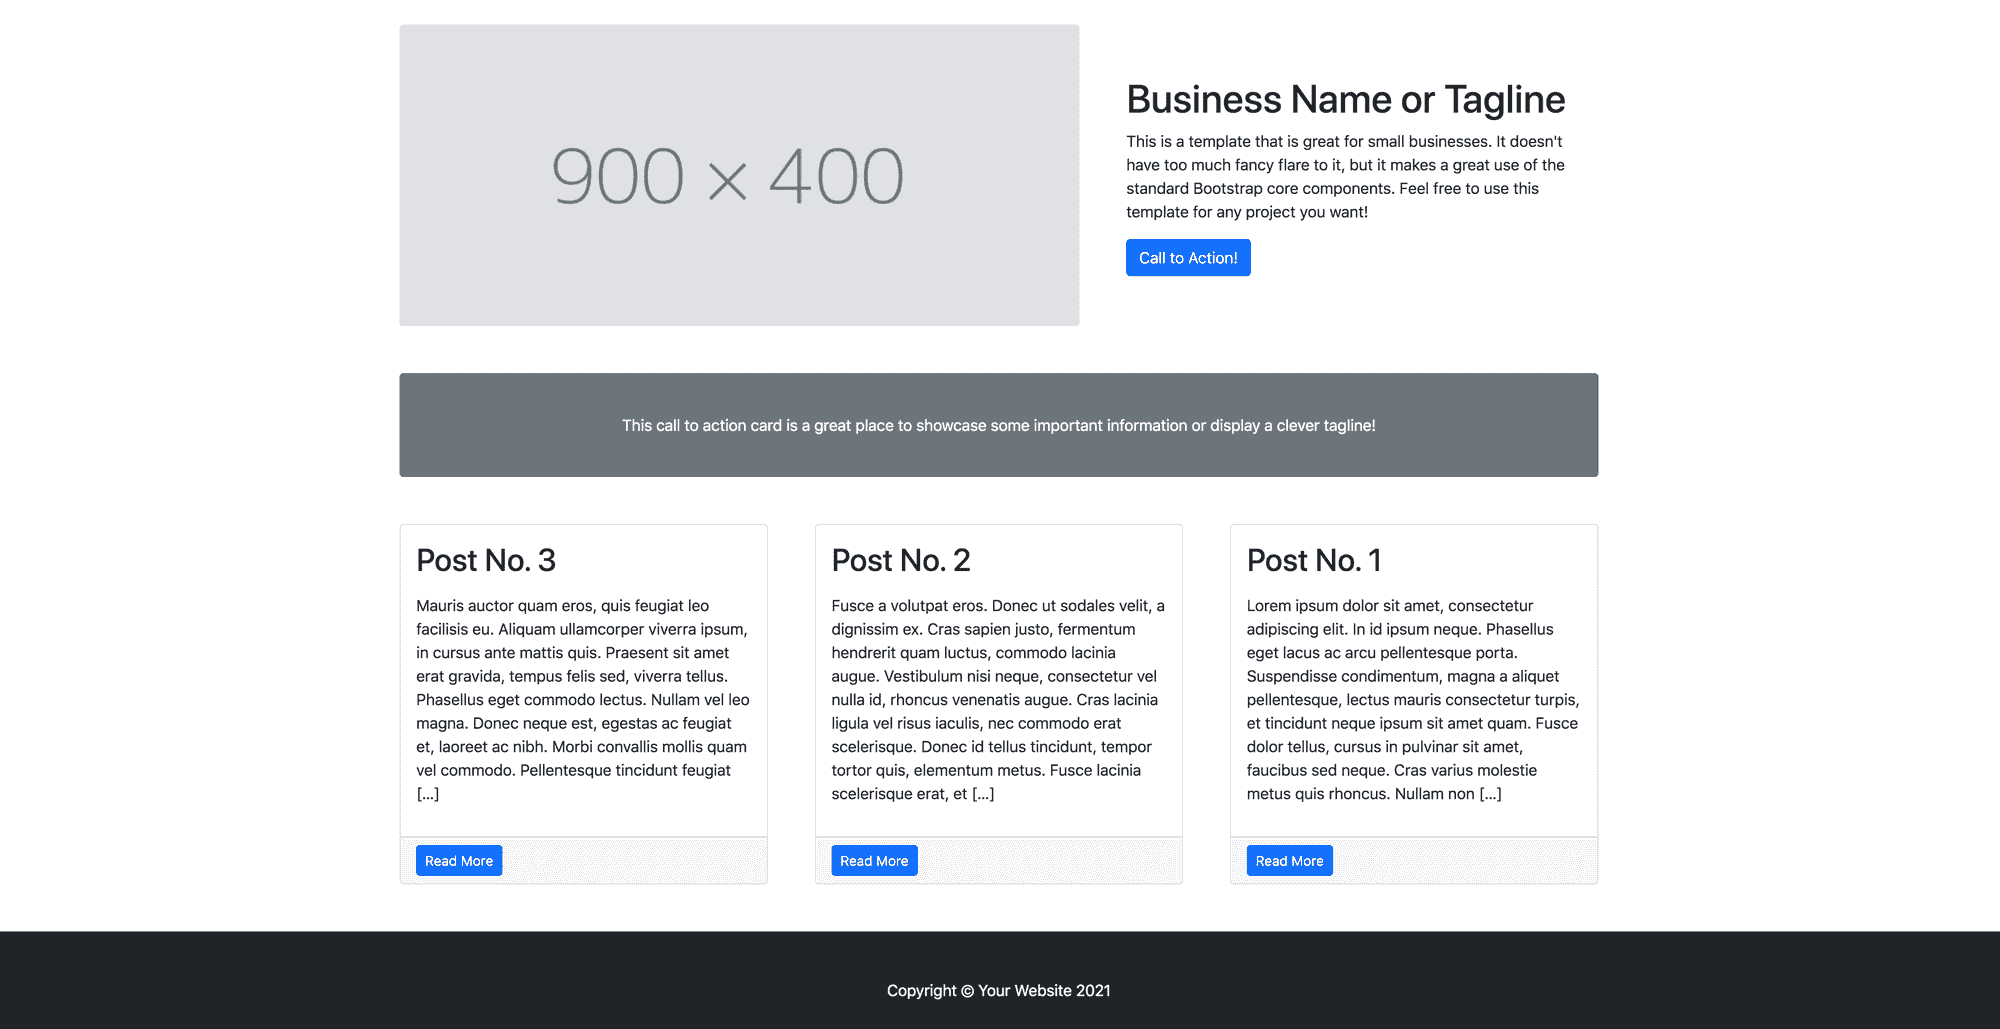 900 × 400
Business Name or Tagline
This is a template that is great for small businesses. It doesn't
have too much fancy flare to it, but it makes a great use of the
standard Bootstrap core components. Feel free to use this
template for any project you want!
Call to Action!
This call to action card is a great place to showcase some important information or display a clever tagline!
Post No. 3
Mauris auctor quam eros, quis feugiat leo
facilisis eu. Aliquam ullamcorper viverra ipsum,
in cursus ante mattis quis. Praesent sit amet
erat gravida, tempus felis sed, viverra tellus.
Phasellus eget commodo lectus. Nullam vel leo
magna. Donec neque est, egestas ac feugiat
et, laoreet ac nibh. Morbi convallis mollis quam
vel commodo. Pellentesque tincidunt feugiat
[...]
Read More
Post No. 2
Fusce a volutpat eros. Donec ut sodales velit, a
dignissim ex. Cras sapien justo, fermentum
hendrerit quam luctus, commodo lacinia
augue. Vestibulum nisi neque, consectetur vel
nulla id, rhoncus venenatis augue. Cras lacinia
ligula vel risus iaculis, nec commodo erat
scelerisque. Donec id tellus tincidunt, tempor
tortor quis, elementum metus. Fusce lacinia
scelerisque erat, et [...]
Read More
Post No. 1
Lorem ipsum dolor sit amet, consectetur
adipiscing elit. In id ipsum neque. Phasellus
eget lacus ac arcu pellentesque porta.
Suspendisse condimentum, magna a aliquet
pellentesque, lectus mauris consectetur turpis,
et tincidunt neque ipsum sit amet quam. Fusce
dolor tellus, cursus in pulvinar sit amet,
faucibus sed neque. Cras varius molestie
metus quis rhoncus. Nullam non [...]
Read More
Copyright © Your Website 2021